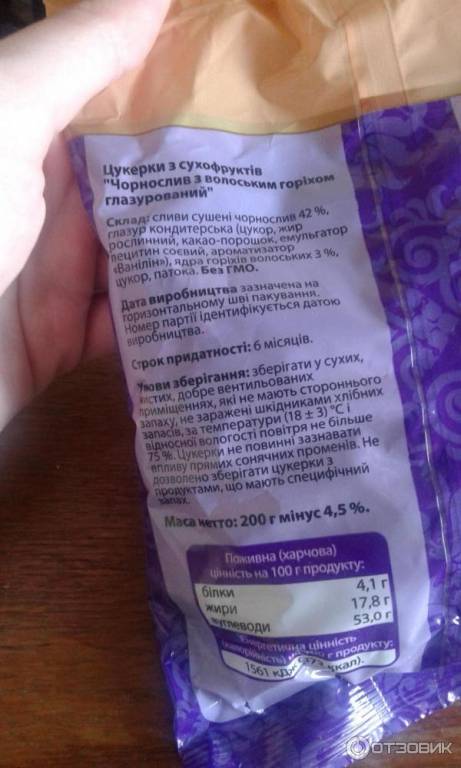 Цукерки з сухофруктів
"Чорнослив з волоським горіхом
глазурований"
Склад: сливи сушені чорнослив 42 %,
глазур кондитерська (цукор, жир
рослинний, какао-порошок, емульгатор
лецитин соєвий, ароматизатор
«Ванілін»), ядра горіхів волоських 3 %,
цукор, патока. Без ГМО.
Дата виробництва зазначена на
горизонтальному шві пакування.
Номер партії ідентифікується датою
виробництва.
Строк придатності: 6 місяців.
Умови зберігання: зберігати у сухих,
чистих, добре вентильованих
приміщеннях, які не мають стороннього
запаху, не заражені шкідниками хлібних
запасів, за температури (18 ± 3) °С і
відносної вологості повітря не більше
75 %. Цукерки не повинні зазнавати
впливу прямих сонячних променів. Не
дозволено зберігати цукерки з
продуктами, що мають специфічний
запах.
Маса нетто: 200 г мінус 4,5 %.
Поживна (харчова)
цінність на 100 г продукту:
білки 4,1 г
жири 17,8 г
вуглеводи 53,0 г
Енергетична цінність
(калорійність) г продукту:
1561 кДж (373 ккал).
ОТЗОВИК